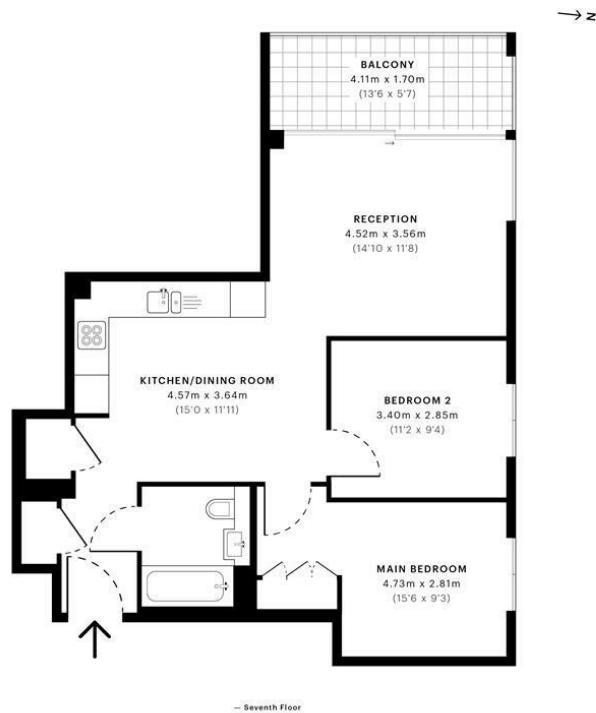 N
BALCONY
4.11m x 1.70m
(13'6 x 5'7)
RECEPTION
4.52m x 3.56m
(14'10 x 11'8)
KITCHEN/DINING ROOM
4.57m x 3.64m
(15'0 x 11'11)
BEDROOM 2
3.40m x 2.85m
(11'2 x 9'4)
MAIN BEDROOM
4.73m x 2.81m
(15'6 x 9'3)
— Seventh Floor